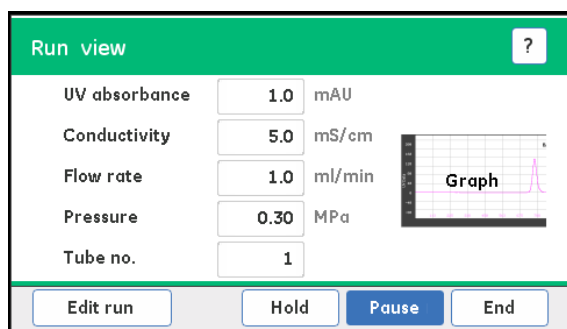 Run view ?
UV absorbance 1.0 mAU
Conductivity 5.0 mS/cm
Flow rate 1.0 ml/min
Graph
Pressure 0.30 MPa
Tube no. 1
Edit run Hold Pause End